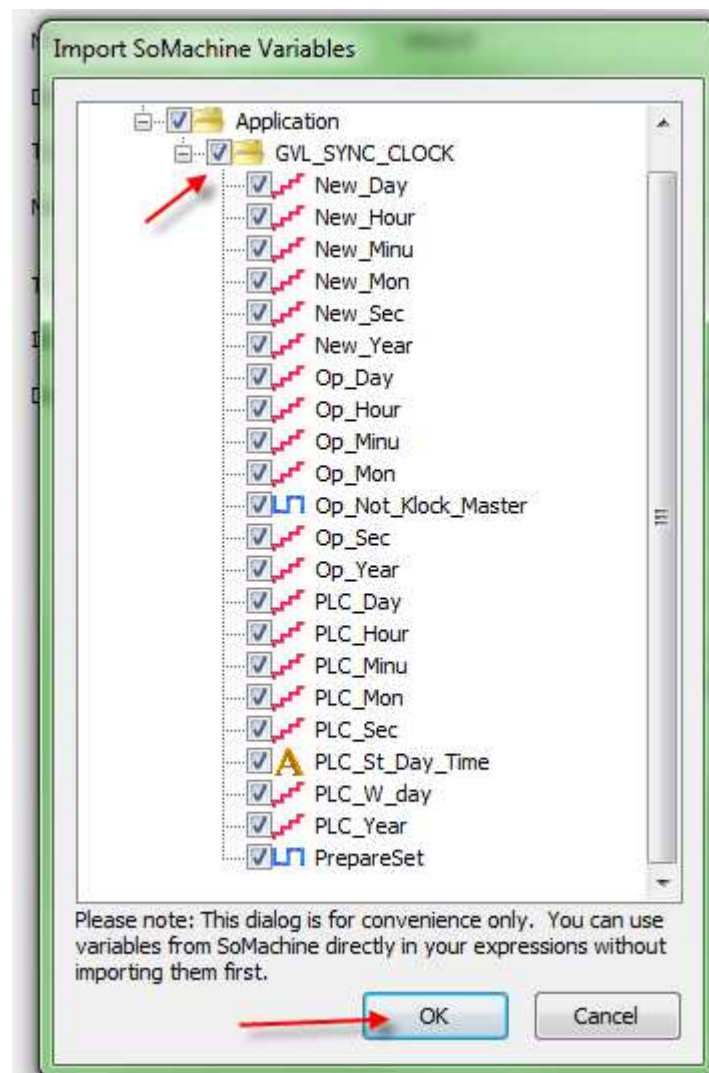 Import SoMachine Variables
Application
GVL_SYNC_CLOCK
New_Day
New_Hour
New_Minu
New_Mon
New_Sec
New_Year
Op_Day
Op_Hour
Op_Minu
Op_Mon
Op_Not_Klock_Master
Op_Sec
Op_Year
PLC_Day
PLC_Hour
PLC_Minu
PLC_Mon
PLC_Sec
PLC_St_Day_Time
PLC_W_day
PLC_Year
PrepareSet
Please note: This dialog is for convenience only. You can use
variables from SoMachine directly in your expressions without
importing them first.
OK Cancel